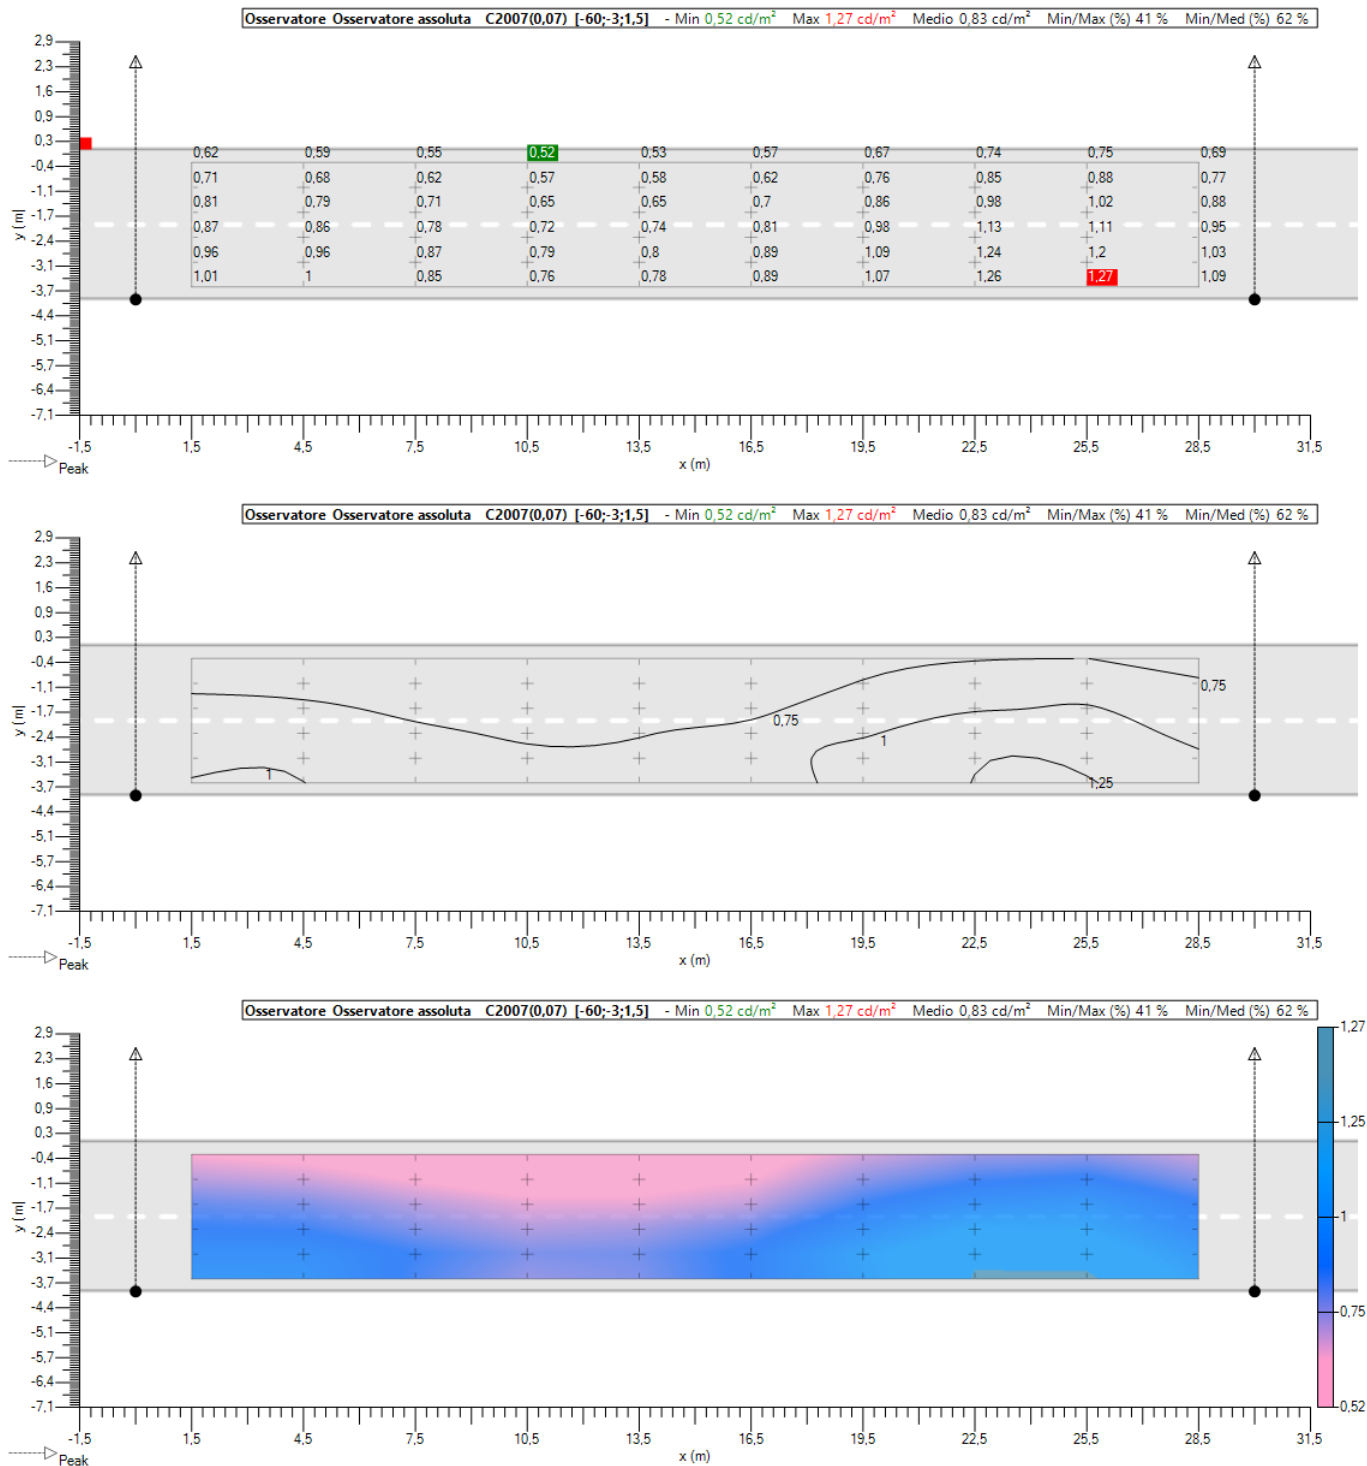 Osservatore Osservatore assoluta C2007(0,07) [-60;-3;1,5] - Min 0,52 cd/m² Max 1,27 cd/m² Medio 0,83 cd/m² Min/Max (%) 41 % Min/Med (%) 62 %
2,9
2,3
1,6
0,9
0,3
-0,4
-1,1
-1,7
-2,4
-3,1
-3,7
-4,4
-5,1
-5,7
-6,4
-7,1
y (m)
0,62 0,59 0,55 0,52 0,53 0,57 0,67 0,74 0,75 0,69
0,71 0,68 0,62 0,57 0,58 0,62 0,76 0,85 0,88 0,77
0,81 0,79 0,71 0,65 0,65 0,7 0,86 0,98 1,02 0,88
0,87 0,86 0,78 0,72 0,74 0,81 0,98 1,13 1,11 0,95
0,96 0,96 0,87 0,79 0,8 0,89 1,09 1,24 1,2 1,03
1,01 1 0,85 0,76 0,78 0,89 1,07 1,26 1,27 1,09
-1,5 1,5 4,5 7,5 10,5 13,5 16,5 19,5 22,5 25,5 28,5 31,5
x (m)
Peak
Osservatore Osservatore assoluta C2007(0,07) [-60;-3;1,5] - Min 0,52 cd/m² Max 1,27 cd/m² Medio 0,83 cd/m² Min/Max (%) 41 % Min/Med (%) 62 %
2,9
2,3
1,6
0,9
0,3
-0,4
-1,1
-1,7
-2,4
-3,1
-3,7
-4,4
-5,1
-5,7
-6,4
-7,1
y (m)
0,75
0,75
1
1
1,25
-1,5 1,5 4,5 7,5 10,5 13,5 16,5 19,5 22,5 25,5 28,5 31,5
x (m)
Peak
Osservatore Osservatore assoluta C2007(0,07) [-60;-3;1,5] - Min 0,52 cd/m² Max 1,27 cd/m² Medio 0,83 cd/m² Min/Max (%) 41 % Min/Med (%) 62 %
2,9
2,3
1,6
0,9
0,3
-0,4
-1,1
-1,7
-2,4
-3,1
-3,7
-4,4
-5,1
-5,7
-6,4
-7,1
y (m)
1,27
1,25
1
0,75
0,52
-1,5 1,5 4,5 7,5 10,5 13,5 16,5 19,5 22,5 25,5 28,5 31,5
x (m)
Peak